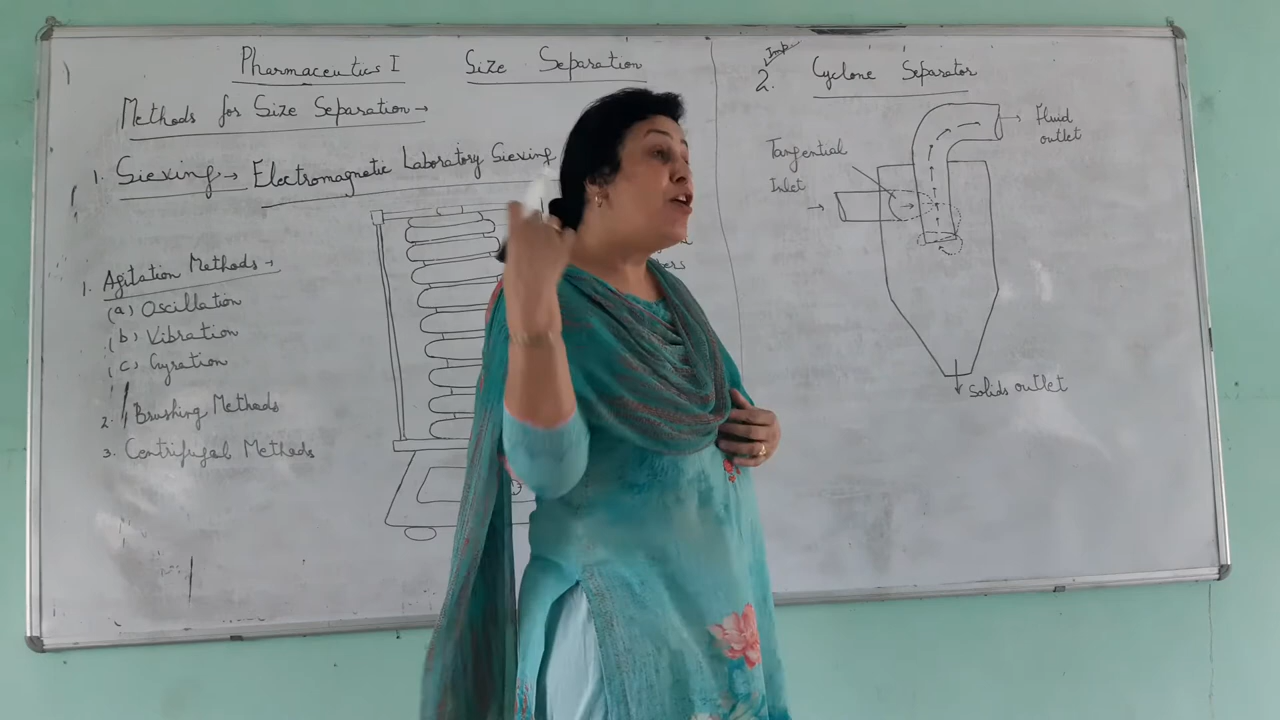 Pharmaceutics I
Size Separation
Methods for Size Separation →
1. Sieving → Electromagnetic Laboratory Sieving
1. Agitation Methods →
(a) Oscillation
(b) Vibration
(c) Gyration
2. Brushing Methods
3. Centrifugal Methods
Imp
2. Cyclone Separator
Fluid
outlet
Tangential
Inlet
Solids outlet